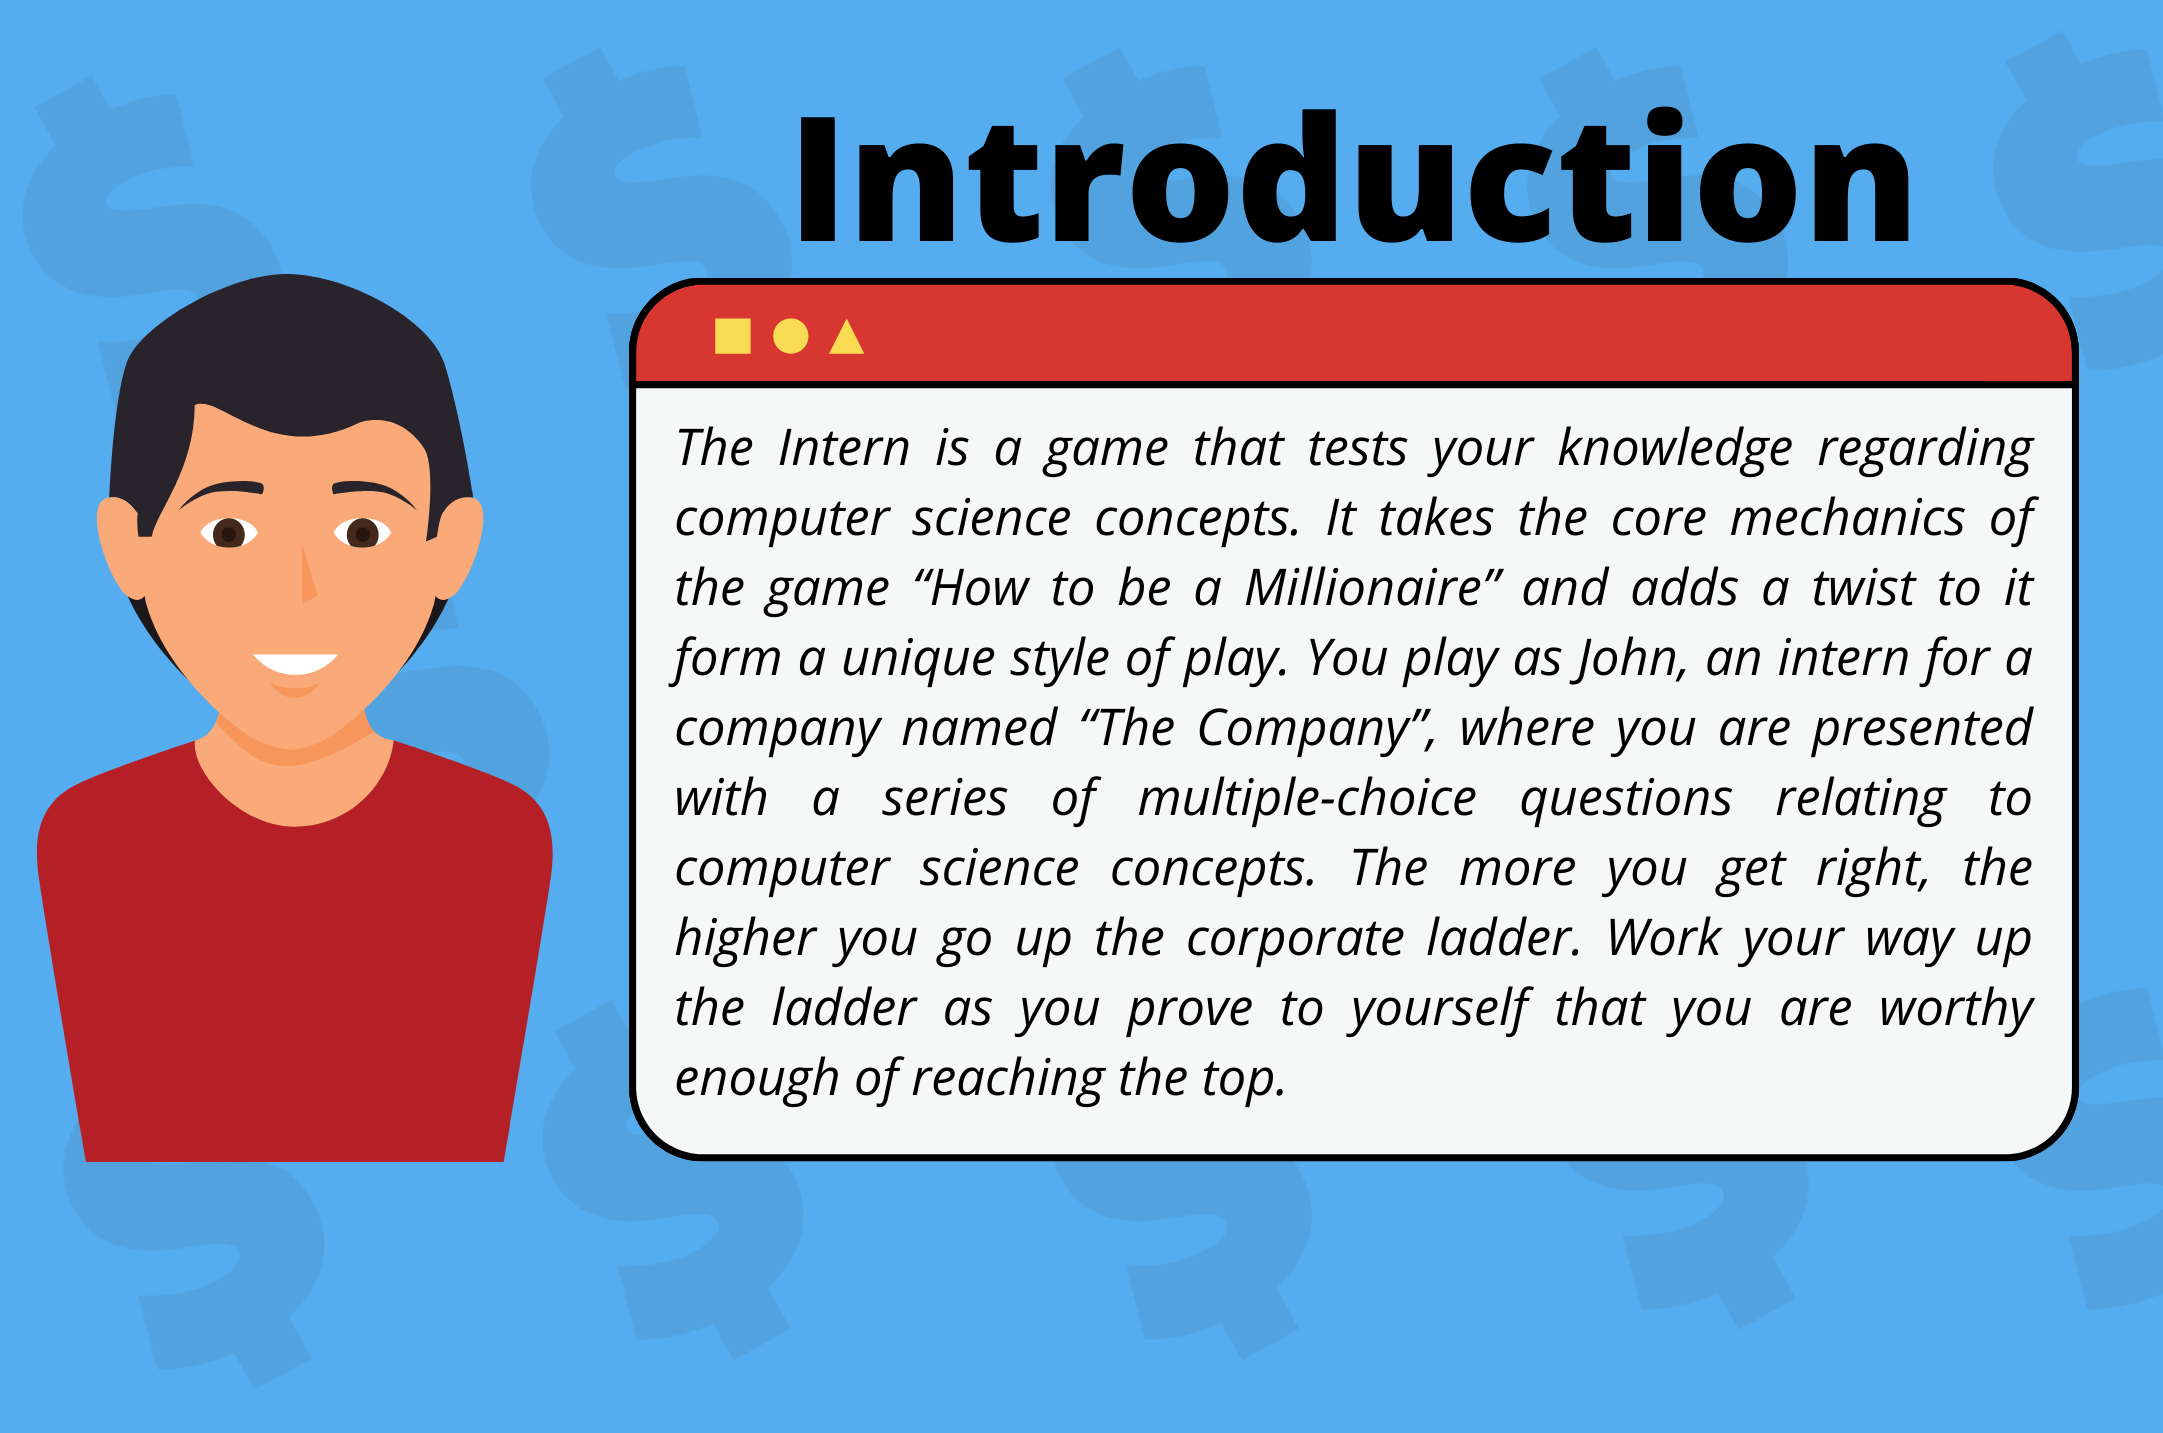 Introduction
The Intern is a game that tests your knowledge regarding
computer science concepts. It takes the core mechanics of
the game “How to be a Millionaire” and adds a twist to it
form a unique style of play. You play as John, an intern for a
company named “The Company”, where you are presented
with a series of multiple-choice questions relating to
computer science concepts. The more you get right, the
higher you go up the corporate ladder. Work your way up
the ladder as you prove to yourself that you are worthy
enough of reaching the top.